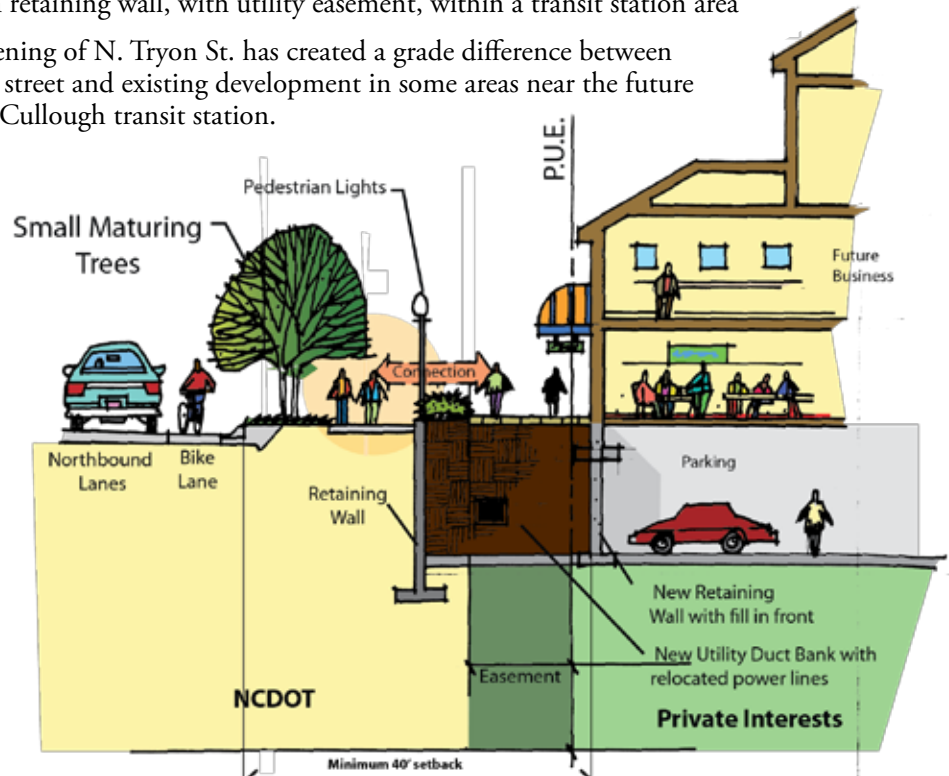 retaining wall, with utility easement, within a transit station area
ening of N. Tryon St. has created a grade difference between
street and existing development in some areas near the future
Cullough transit station.
P.U.E.
Pedestrian Lights
Small Maturing
Trees
Future
Business
Connection
Northbound
Lanes
Bike
Lane
Parking
Retaining
Wall
New Retaining
Wall with fill in front
New Utility Duct Bank with
relocated power lines
Easement
NCDOT
Private Interests
Minimum 40' setback